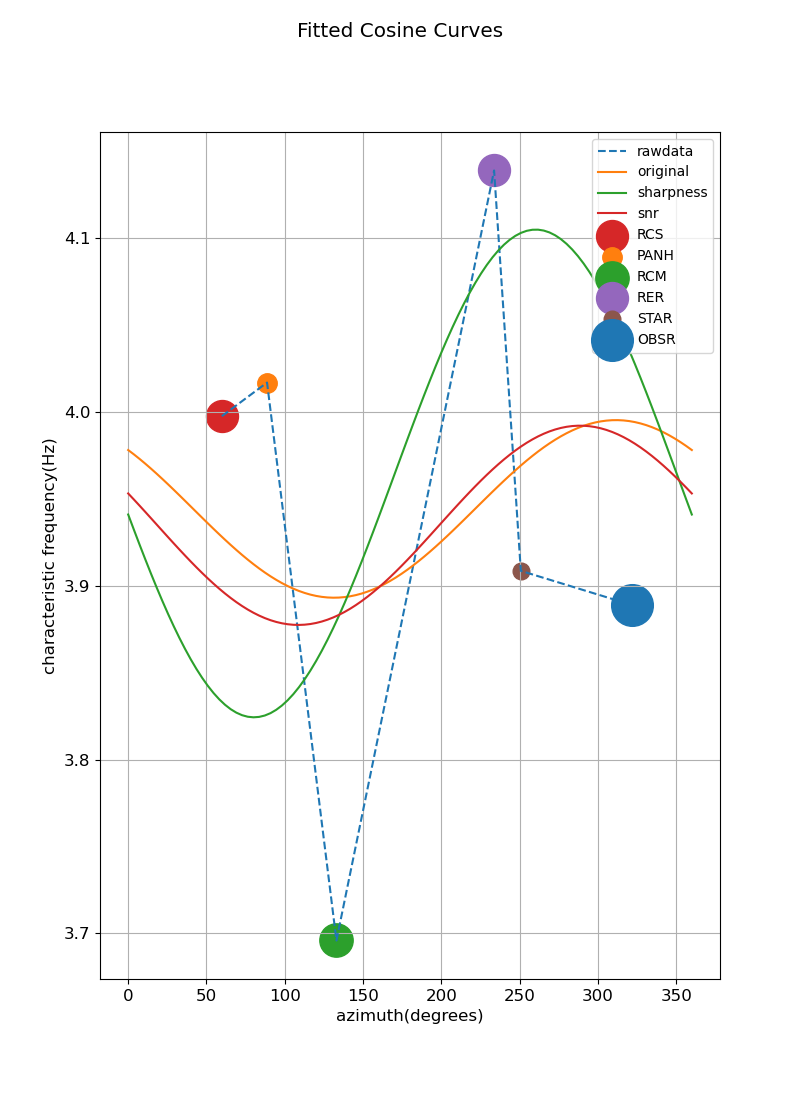 Fitted Cosine Curves
rawdata
original
sharpness
snr
RCS
PANH
RCM
RER
STAR
OBSR
4.1
4.0
3.9
3.8
3.7
characteristic frequency(Hz)
0 50 100 150 200 250 300 350
azimuth(degrees)